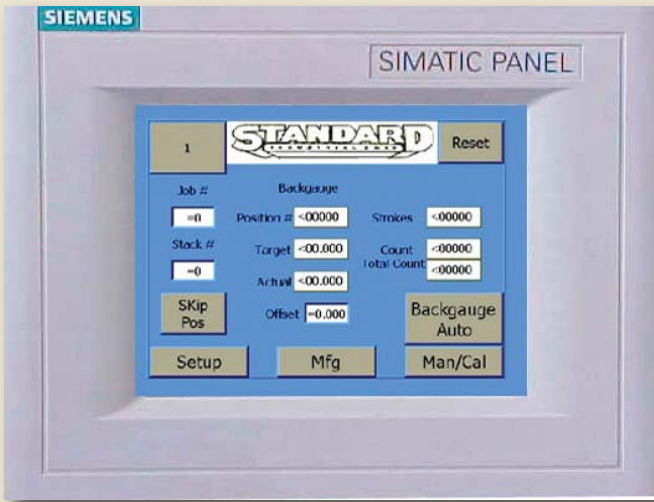 SIEMENS
SIMATIC PANEL
1
STANDARD
Reset
Job #
Backgauge
=0
Position #
<00000
Strokes
<00000
Stack #
Target
<00.000
Count
<00000
=0
Total Count
<00000
Actual
<00.000
SKip
Pos
Offset
=0.000
Backgauge
Auto
Setup
Mfg
Man/Cal